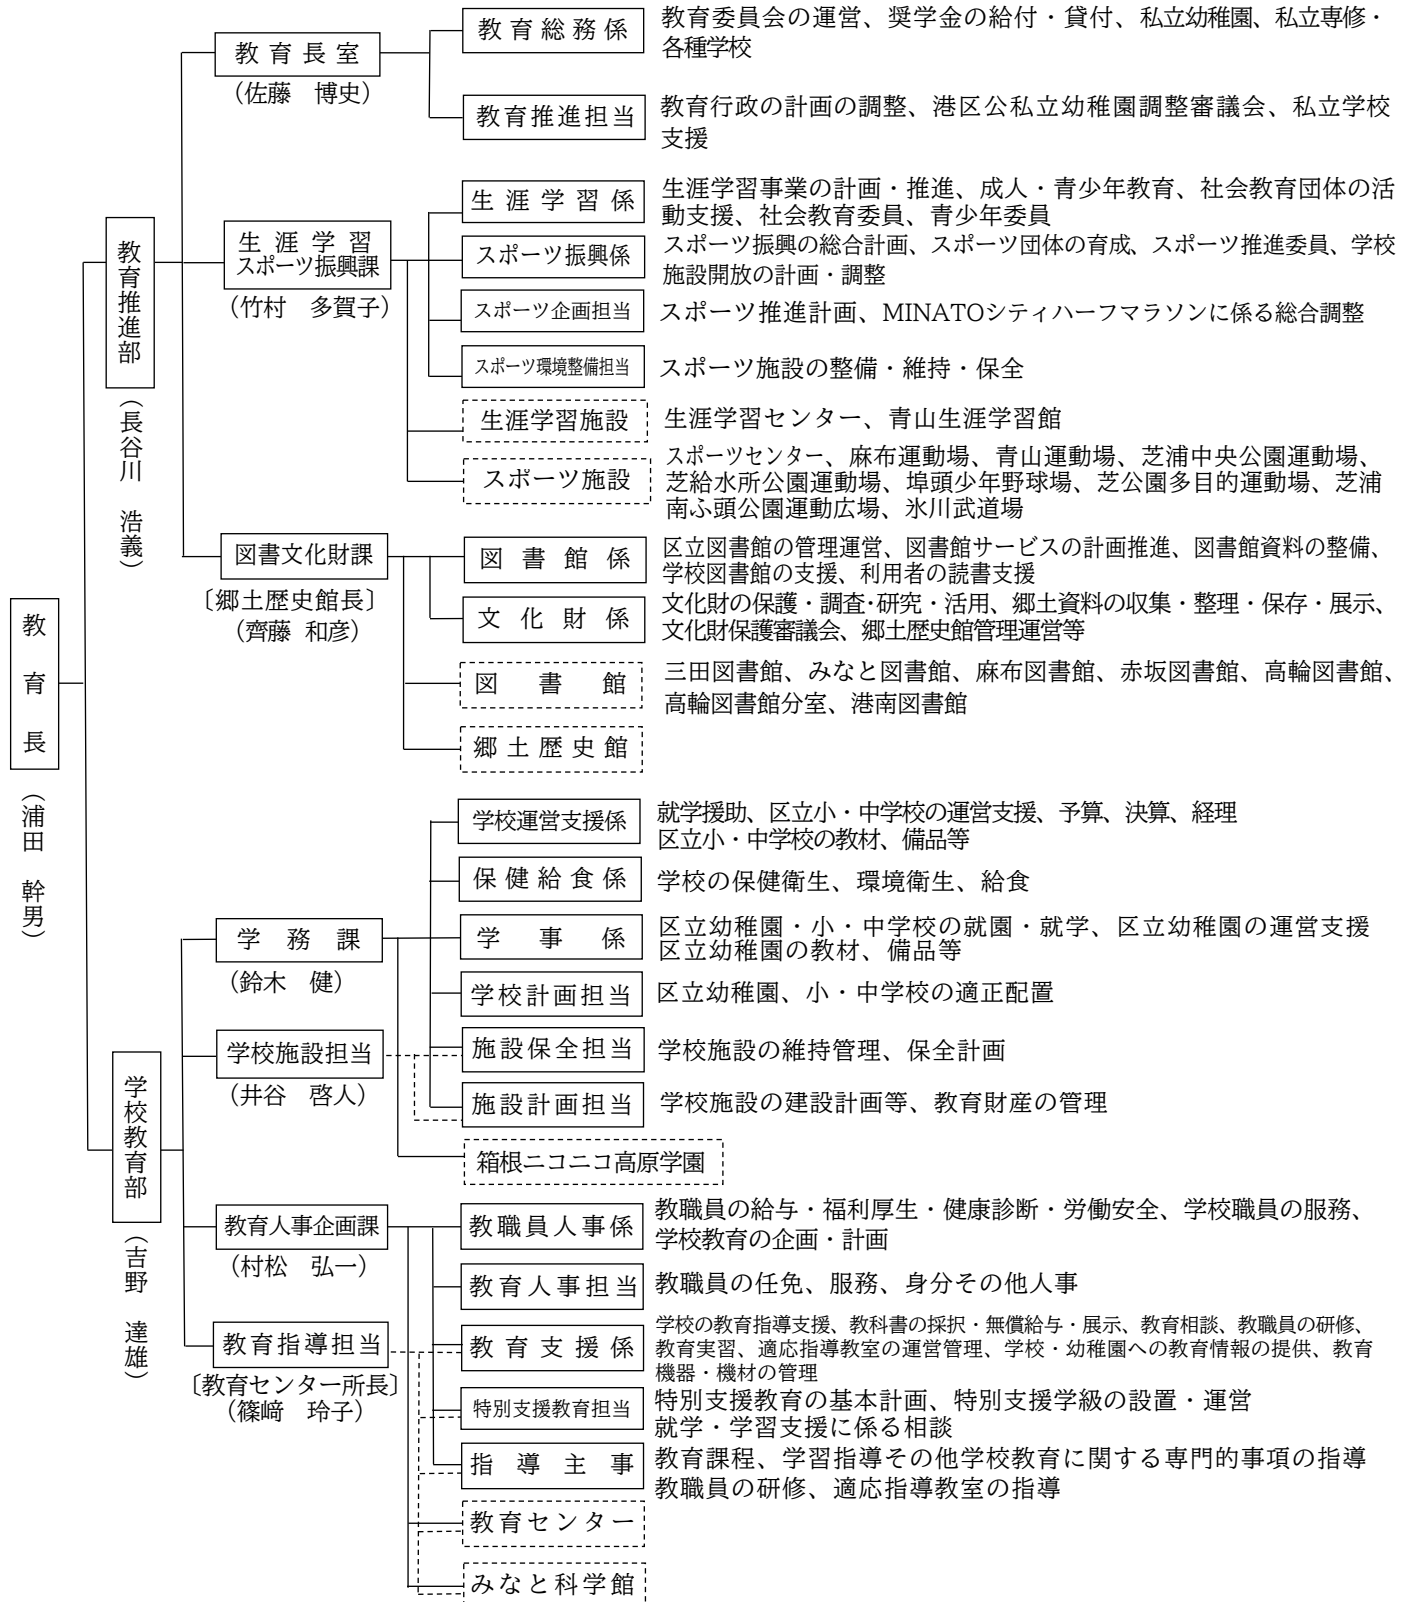 教育長
（浦田　幹男）
教育推進部
（長谷川　浩義）
教育長室
（佐藤　博史）
教育総務係
教育委員会の運営、奨学金の給付・貸付、私立幼稚園、私立専修・
各種学校
教育推進担当
教育行政の計画の調整、港区公私立幼稚園調整審議会、私立学校
支援
生涯学習
スポーツ振興課
（竹村　多賀子）
生涯学習係
生涯学習事業の計画・推進、成人・青少年教育、社会教育団体の活
動支援、社会教育委員、青少年委員
スポーツ振興係
スポーツ振興の総合計画、スポーツ団体の育成、スポーツ推進委員、学校
施設開放の計画・調整
スポーツ企画担当
スポーツ推進計画、MINATOシティハーフマラソンに係る総合調整
スポーツ環境整備担当
スポーツ施設の整備・維持・保全
生涯学習施設
生涯学習センター、青山生涯学習館
スポーツ施設
スポーツセンター、麻布運動場、青山運動場、芝浦中央公園運動場、
芝給水所公園運動場、埠頭少年野球場、芝公園多目的運動場、芝浦
南ふ頭公園運動広場、氷川武道場
図書文化財課
〔郷土歴史館長〕
（齊藤 和彦）
図書館係
区立図書館の管理運営、図書館サービスの計画推進、図書館資料の整備、
学校図書館の支援、利用者の読書支援
文化財係
文化財の保護・調査・研究・活用、郷土資料の収集・整理・保存・展示、
文化財保護審議会、郷土歴史館管理運営等
図書館
三田図書館、みなと図書館、麻布図書館、赤坂図書館、高輪図書館、
高輪図書館分室、港南図書館
郷土歴史館
学校教育部
（吉野　達雄）
学務課
（鈴木　健）
学校運営支援係
就学援助、区立小・中学校の運営支援、予算、決算、経理
区立小・中学校の教材、備品等
保健給食係
学校の保健衛生、環境衛生、給食
学事係
区立幼稚園・小・中学校の就園・就学、区立幼稚園の運営支援
区立幼稚園の教材、備品等
学校計画担当
区立幼稚園、小・中学校の適正配置
学校施設担当
（井谷　啓人）
施設保全担当
学校施設の維持管理、保全計画
施設計画担当
学校施設の建設計画等、教育財産の管理
箱根ニコニコ高原学園
教育人事企画課
（村松　弘一）
教職員人事係
教職員の給与・福利厚生・健康診断・労働安全、学校職員の服務、
学校教育の企画・計画
教育人事担当
教職員の任免、服務、身分その他人事
教育指導担当
〔教育センター所長〕
（篠﨑　玲子）
教育支援係
学校の教育指導支援、教科書の採択・無償給与・展示、教育相談、教職員の研修、
教育実習、適応指導教室の運営管理、学校・幼稚園への教育情報の提供、教育
機器・機材の管理
特別支援教育担当
特別支援教育の基本計画、特別支援学級の設置・運営
就学・学習支援に係る相談
指導主事
教育課程、学習指導その他学校教育に関する専門的事項の指導
教職員の研修、適応指導教室の指導
教育センター
みなと科学館